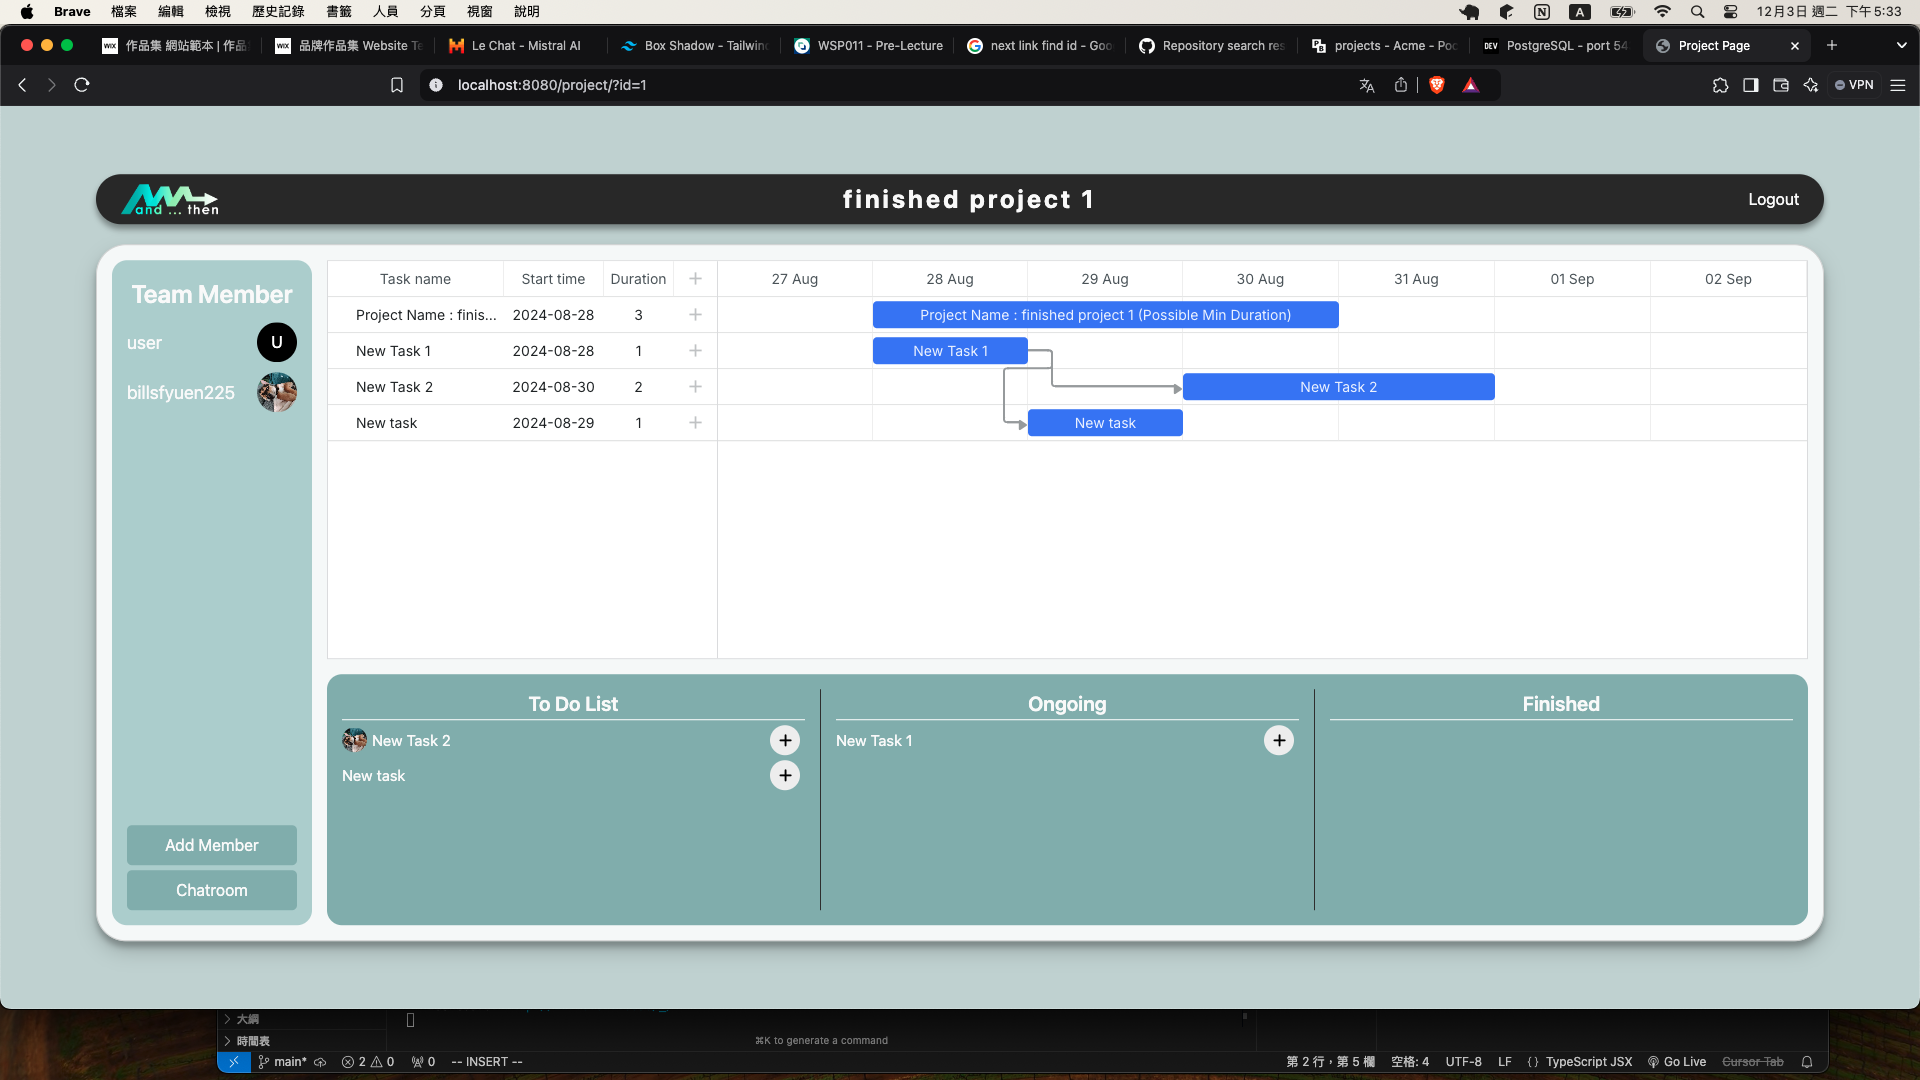 Brave 檔案 編輯 檢視 歷史記錄 書籤 人員 分頁 視窗 說明 N A 12月3日 週二 下午5:33
WIX 作品集 網站範本 | 作品 WIX 品牌作品集 Website Te Le Chat - Mistral AI Box Shadow - Tailwin WSP011 - Pre-Lecture next link find id - Goo Repository search res projects - Acme - Poc DEV PostgreSQL - port 54 Project Page
localhost:8080/project/?id=1 VPN
and ... then
finished project 1
Logout
Team Member
user U
billsfyuen225
Add Member
Chatroom
Task name Start time Duration 27 Aug 28 Aug 29 Aug 30 Aug 31 Aug 01 Sep 02 Sep
Project Name : finis... 2024-08-28 3 Project Name : finished project 1 (Possible Min Duration)
New Task 1 2024-08-28 1 New Task 1
New Task 2 2024-08-30 2 New Task 2
New task 2024-08-29 1 New task
To Do List
New Task 2
New task
Ongoing
New Task 1
Finished
大綱
時間表
⌘K to generate a command
main* 2 0 0 -- INSERT -- 第 2 行，第 5 欄 空格: 4 UTF-8 LF {} TypeScript JSX Go Live Cursor Tab